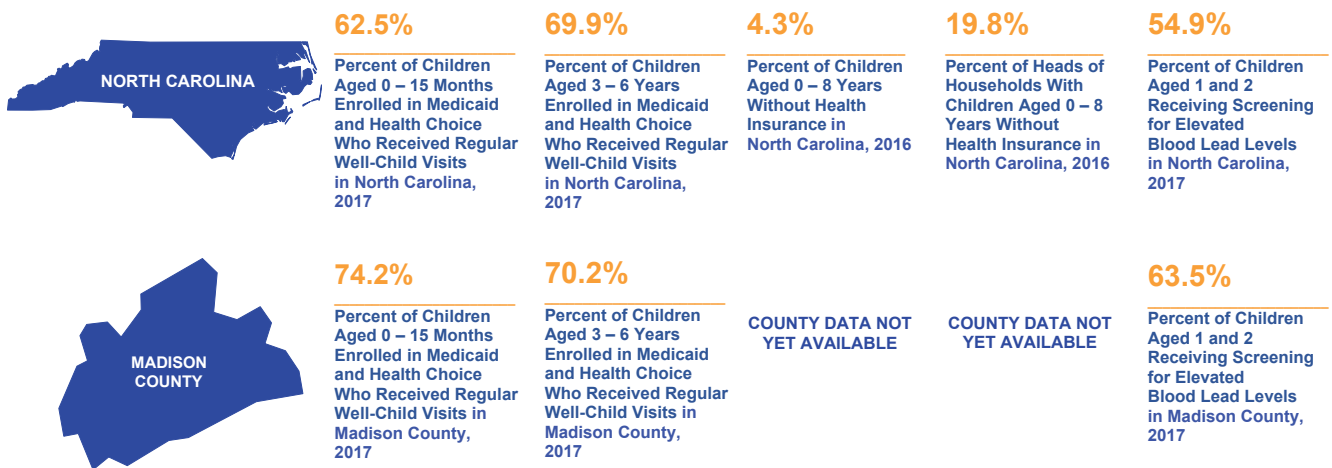 NORTH CAROLINA
62.5%
Percent of Children
Aged 0 – 15 Months
Enrolled in Medicaid
and Health Choice
Who Received Regular
Well-Child Visits
in North Carolina,
2017
69.9%
Percent of Children
Aged 3 – 6 Years
Enrolled in Medicaid
and Health Choice
Who Received Regular
Well-Child Visits
in North Carolina,
2017
4.3%
Percent of Children
Aged 0 – 8 Years
Without Health
Insurance in
North Carolina, 2016
19.8%
Percent of Heads of
Households With
Children Aged 0 – 8
Years Without
Health Insurance in
North Carolina, 2016
54.9%
Percent of Children
Aged 1 and 2
Receiving Screening
for Elevated
Blood Lead Levels
in North Carolina,
2017
MADISON
COUNTY
74.2%
Percent of Children
Aged 0 – 15 Months
Enrolled in Medicaid
and Health Choice
Who Received Regular
Well-Child Visits in
Madison County,
2017
70.2%
Percent of Children
Aged 3 – 6 Years
Enrolled in Medicaid
and Health Choice
Who Received Regular
Well-Child Visits in
Madison County,
2017
COUNTY DATA NOT
YET AVAILABLE
COUNTY DATA NOT
YET AVAILABLE
63.5%
Percent of Children
Aged 1 and 2
Receiving Screening
for Elevated
Blood Lead Levels
in Madison County,
2017